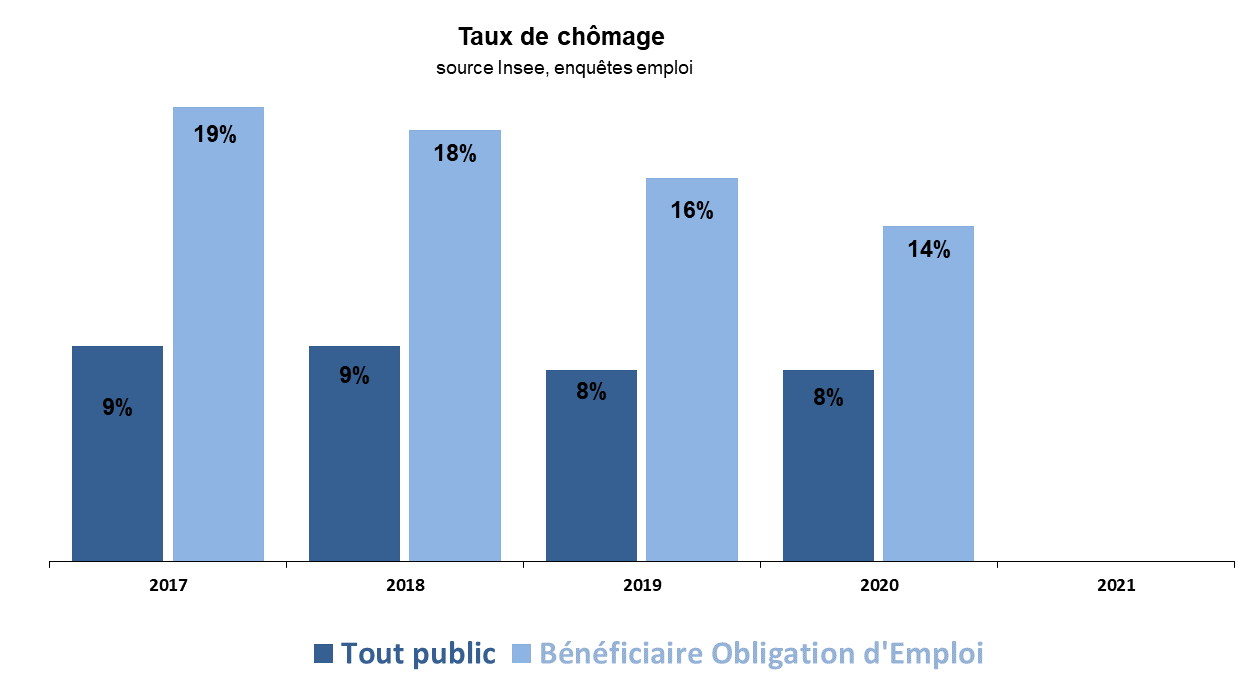 Taux de chômage
source Insee, enquêtes emploi
19%
18%
16%
14%
9%
9%
8%
8%
2017 2018 2019 2020 2021
Tout public Bénéficiaire Obligation d'Emploi